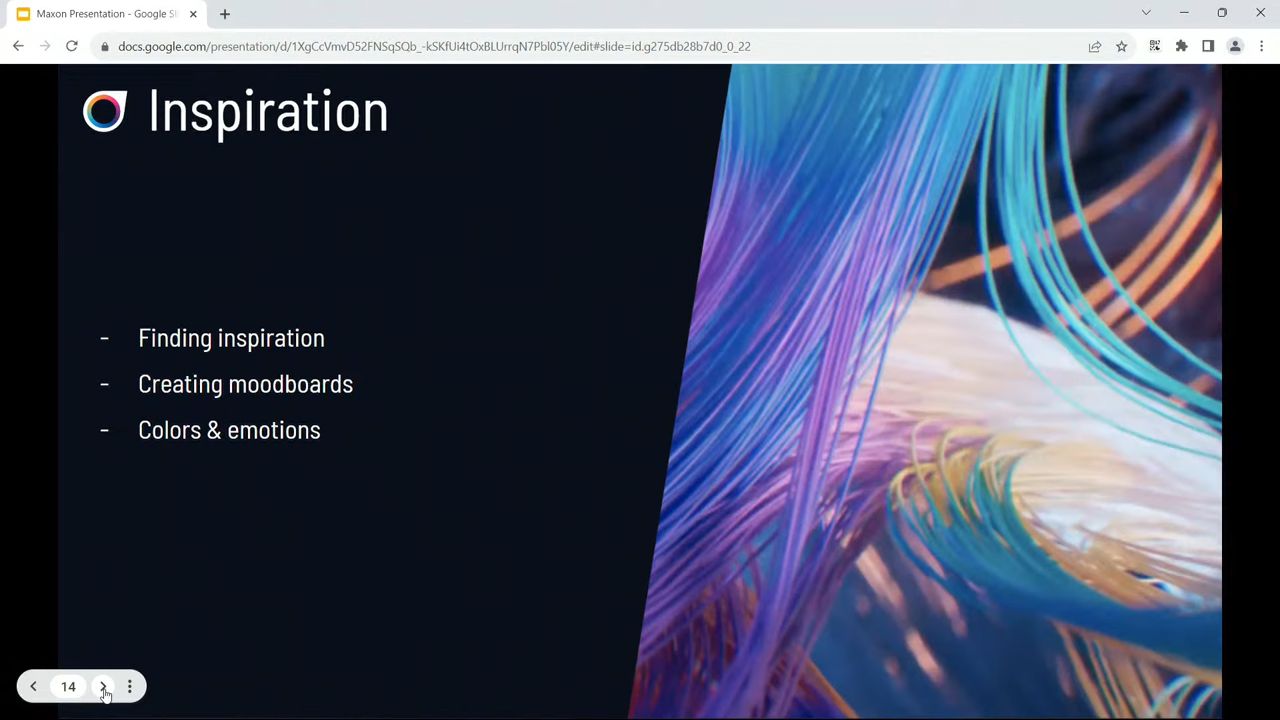 Maxon Presentation - Google Sl
docs.google.com/presentation/d/1XgCcVmvD52FNSqSQb_-kSKfUi4tOxBLUrrqN7Pbl05Y/edit#slide=id.g275db28b7d0_0_22
Inspiration
- Finding inspiration
- Creating moodboards
- Colors & emotions
14